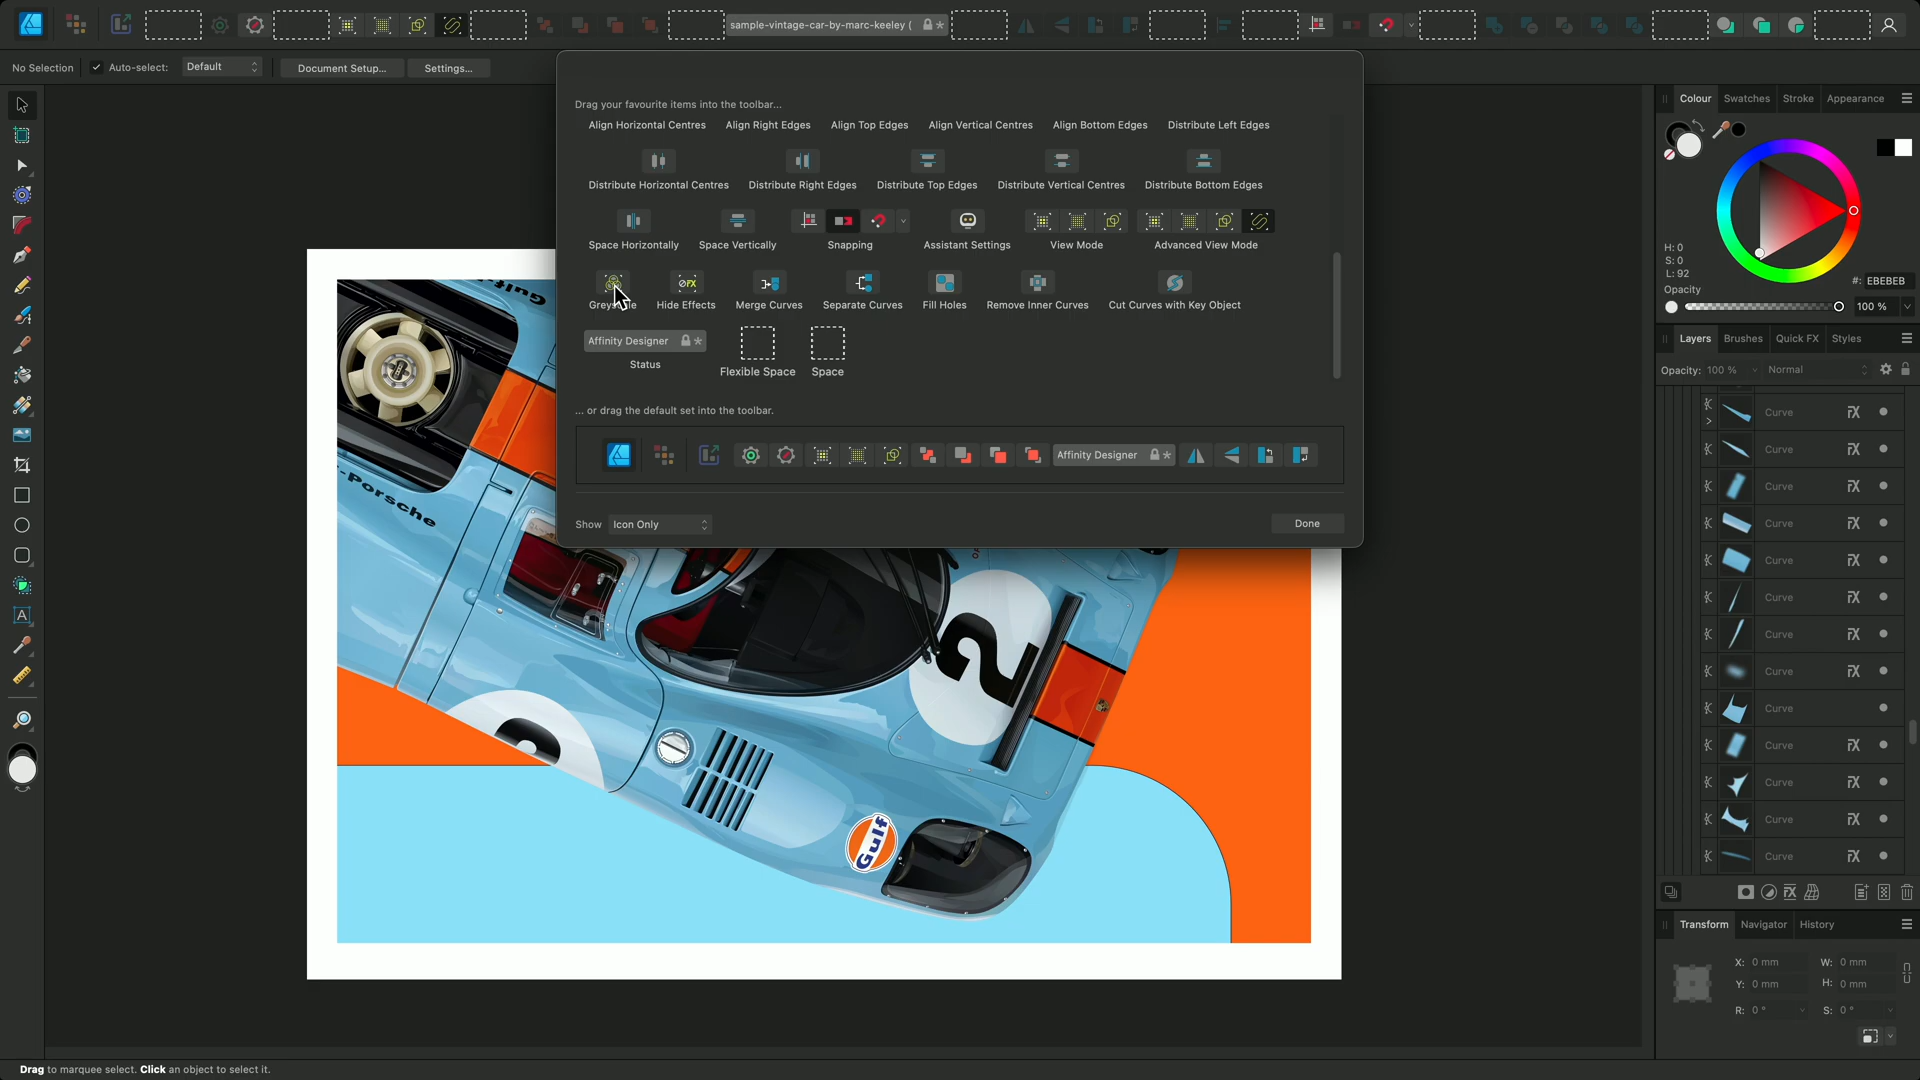 sample-vintage-car-by-marc-keeley (
No Selection
Auto-select:
Default
Document Setup...
Settings...
Drag your favourite items into the toolbar...
Align Horizontal Centres
Align Right Edges
Align Top Edges
Align Vertical Centres
Align Bottom Edges
Distribute Left Edges
Distribute Horizontal Centres
Distribute Right Edges
Distribute Top Edges
Distribute Vertical Centres
Distribute Bottom Edges
Space Horizontally
Space Vertically
Snapping
Assistant Settings
View Mode
Advanced View Mode
Hide Effects
Merge Curves
Separate Curves
Fill Holes
Remove Inner Curves
Cut Curves with Key Object
Affinity Designer
Status
Flexible Space
Space
... or drag the default set into the toolbar.
Affinity Designer
Show
Icon Only
Done
-Porsche
2
Gulf
Colour
Swatches
Stroke
Appearance
H: 0
S: 0
L: 92
#: EBEBEB
Opacity
100 %
Layers
Brushes
Quick FX
Styles
Opacity: 100 %
Normal
Curve
Curve
Curve
Curve
Curve
Curve
Curve
Curve
Curve
Curve
Curve
Curve
Curve
Transform
Navigator
History
X: 0 mm
W: 0 mm
Y: 0 mm
H: 0 mm
R: 0 °
S: 0 °
Drag to marquee select. Click an object to select it.